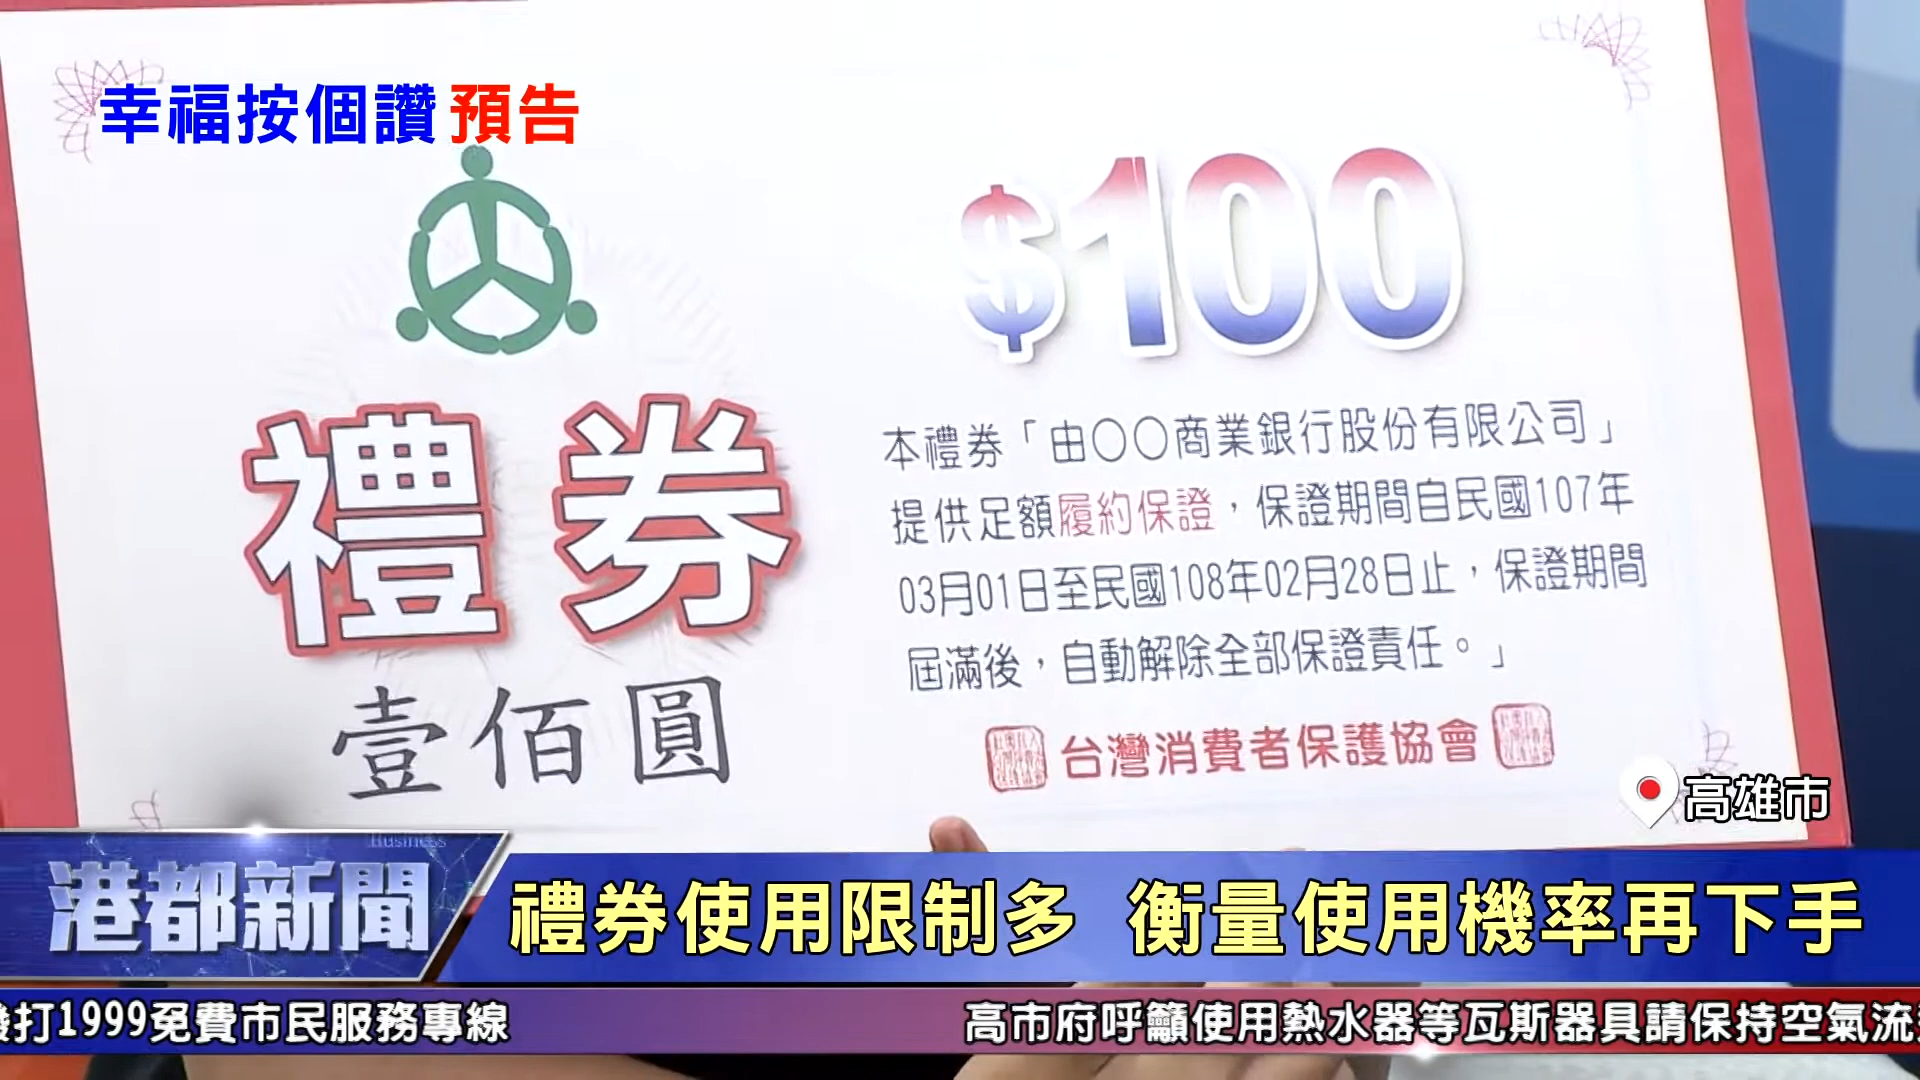 幸福按個讚 預告
$100
禮券
壹佰圓
本禮券「由〇〇商業銀行股份有限公司」
提供足額履約保證，保證期間自民國107年
03月01日至民國108年02月28日止，保證期間
屆滿後，自動解除全部保證責任。」
台灣消費者保護協會
高雄市
Business
港都新聞
禮券使用限制多 衡量使用機率再下手
打1999免費市民服務專線
高市府呼籲使用熱水器等瓦斯器具請保持空氣流